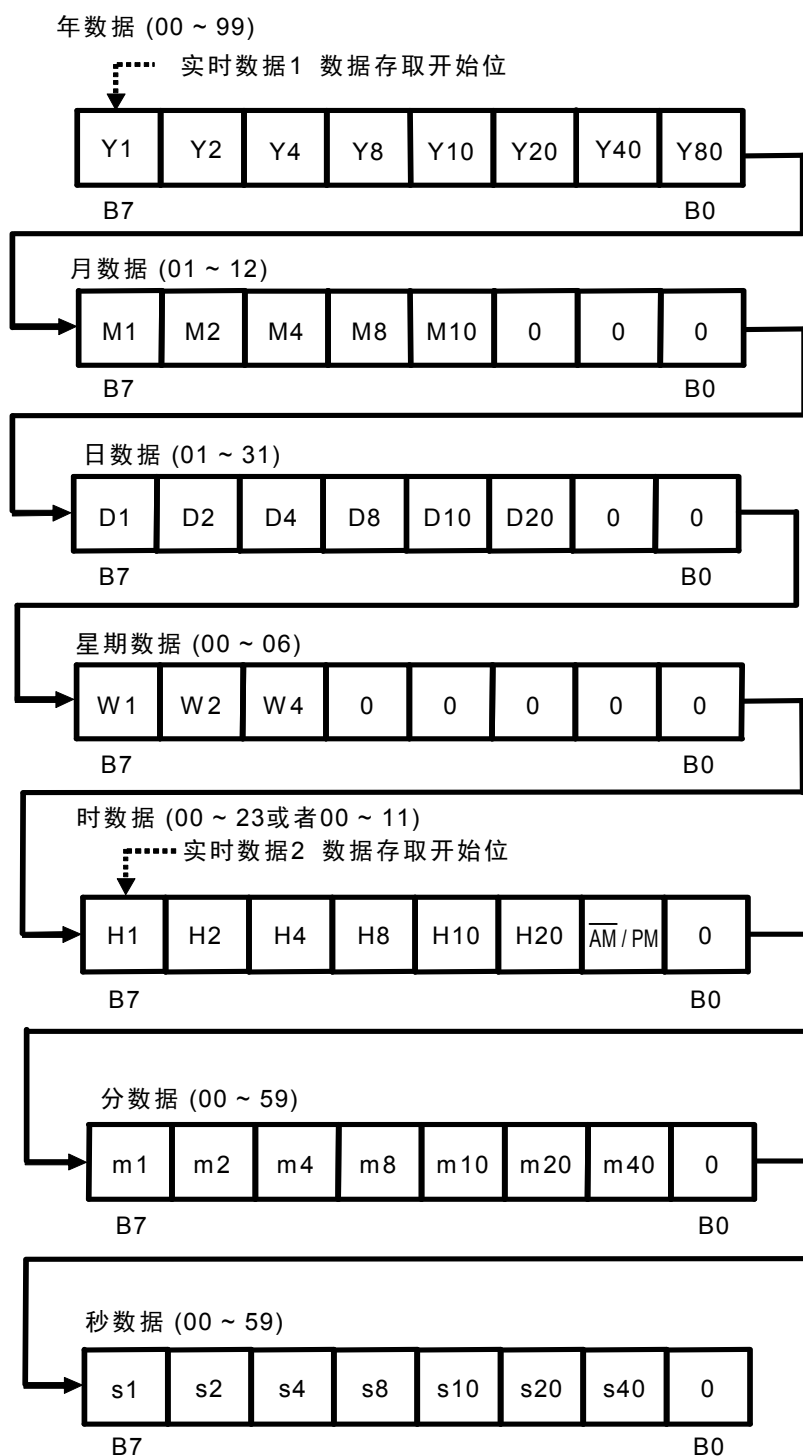 年数据 (00 ~ 99)
实时数据1 数据存取开始位
Y1 Y2 Y4 Y8 Y10 Y20 Y40 Y80
B7 B0
月数据 (01 ~ 12)
M1 M2 M4 M8 M10 0 0 0
B7 B0
日数据 (01 ~ 31)
D1 D2 D4 D8 D10 D20 0 0
B7 B0
星期数据 (00 ~ 06)
W1 W2 W4 0 0 0 0 0
B7 B0
时数据 (00 ~ 23或者00 ~ 11)
实时数据2 数据存取开始位
H1 H2 H4 H8 H10 H20 A̅M̅ / PM 0
B7 B0
分数据 (00 ~ 59)
m1 m2 m4 m8 m10 m20 m40 0
B7 B0
秒数据 (00 ~ 59)
s1 s2 s4 s8 s10 s20 s40 0
B7 B0